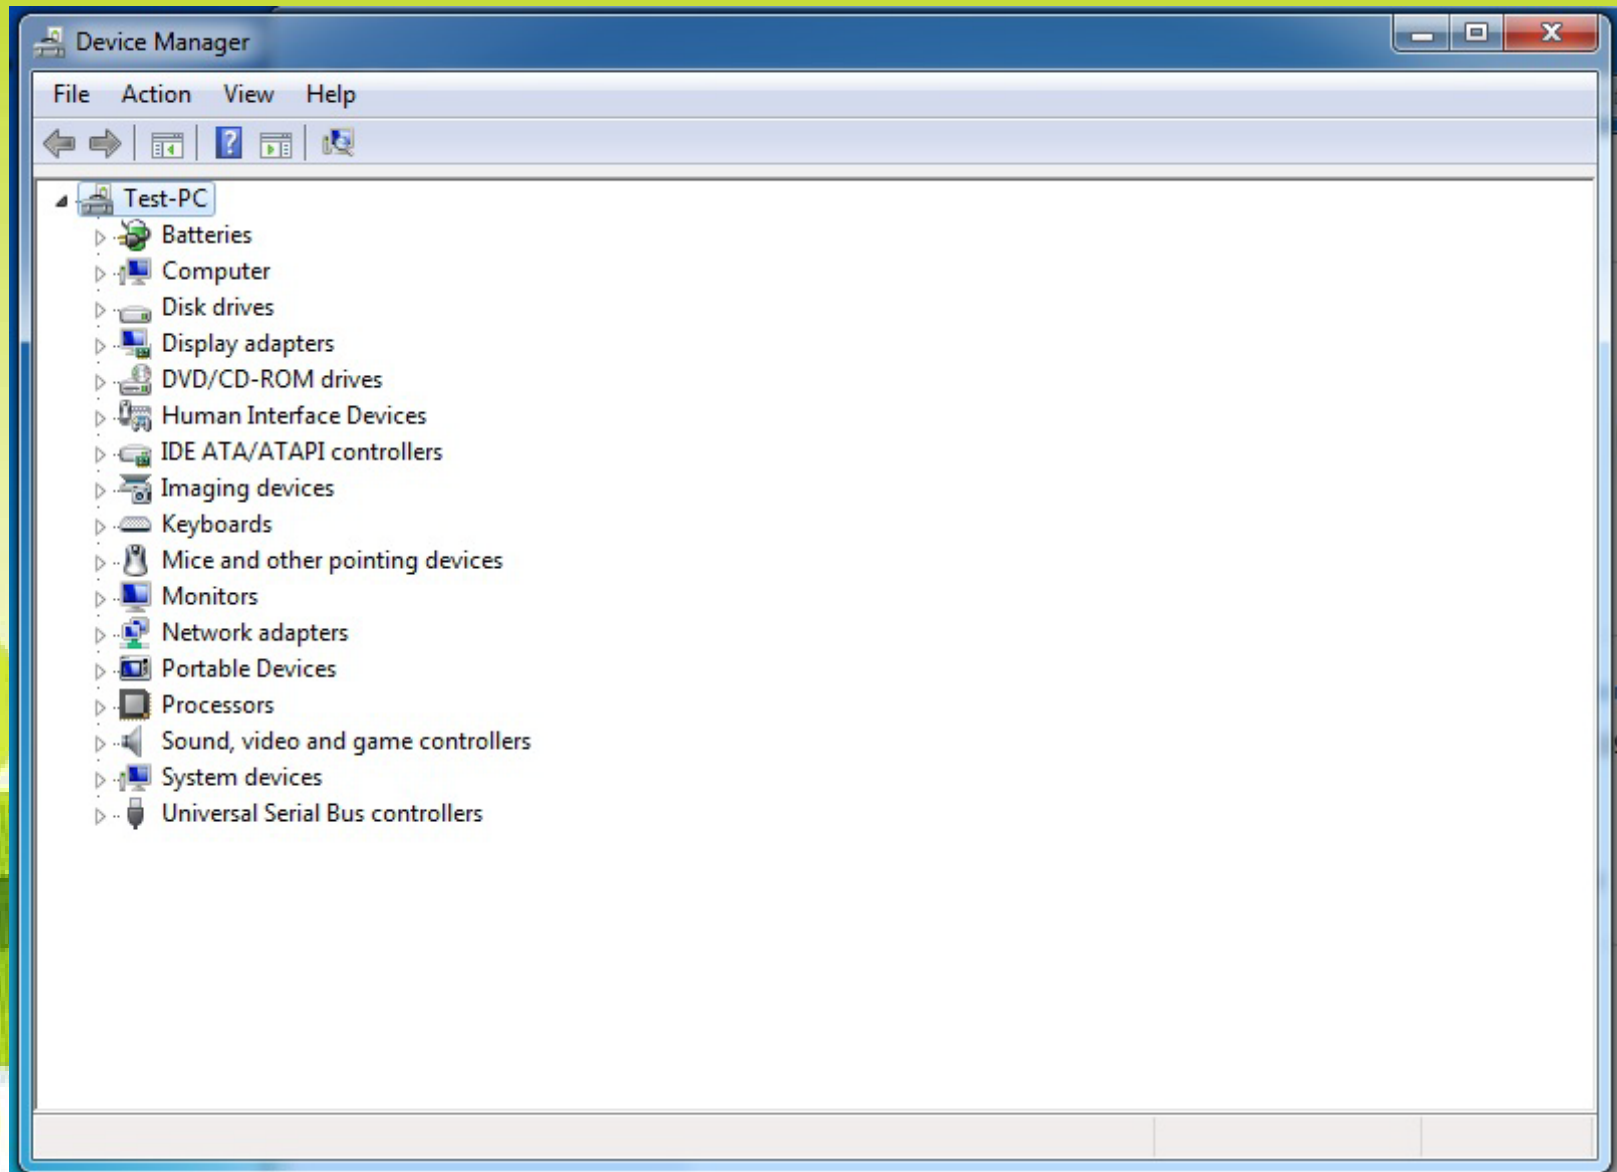 Device Manager
File Action View Help
Test-PC
Batteries
Computer
Disk drives
Display adapters
DVD/CD-ROM drives
Human Interface Devices
IDE ATA/ATAPI controllers
Imaging devices
Keyboards
Mice and other pointing devices
Monitors
Network adapters
Portable Devices
Processors
Sound, video and game controllers
System devices
Universal Serial Bus controllers